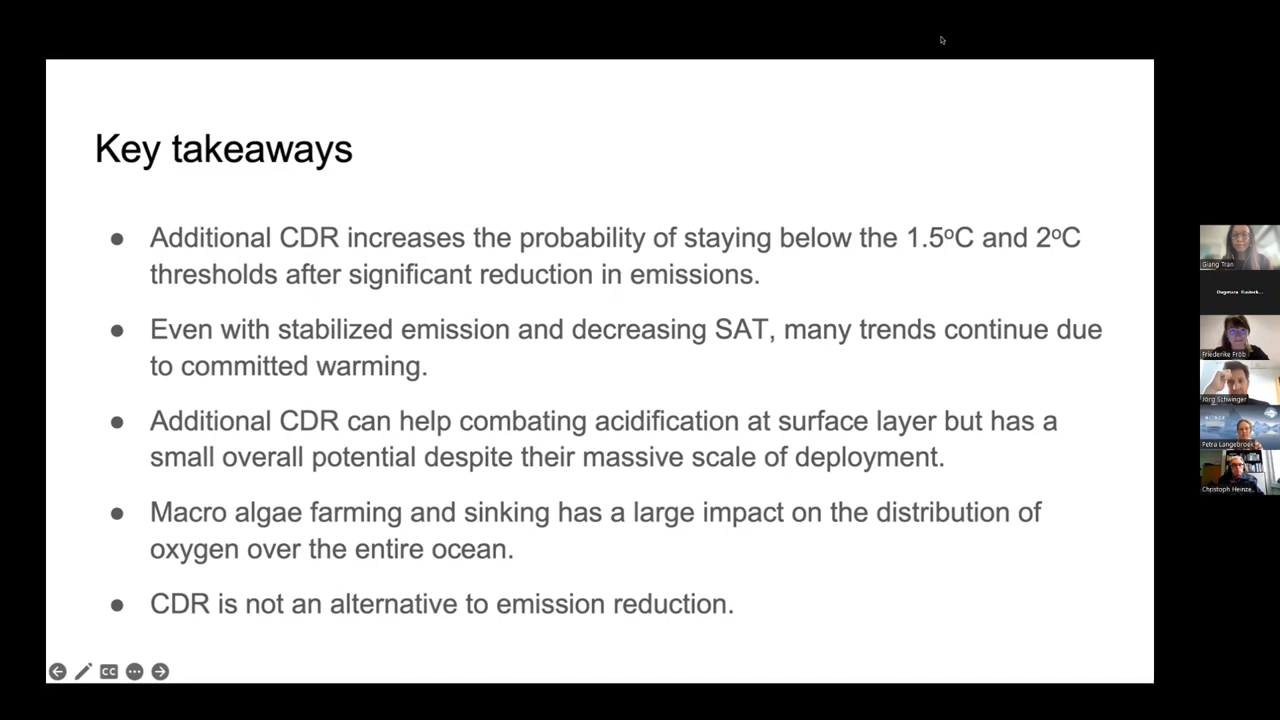 Key takeaways
● Additional CDR increases the probability of staying below the 1.5ºC and 2ºC
thresholds after significant reduction in emissions.
● Even with stabilized emission and decreasing SAT, many trends continue due
to committed warming.
● Additional CDR can help combating acidification at surface layer but has a
small overall potential despite their massive scale of deployment.
● Macro algae farming and sinking has a large impact on the distribution of
oxygen over the entire ocean.
● CDR is not an alternative to emission reduction.
CC
Giang Tran
Friederike Fröb
Jörg Schwinger
Petra Langebroek
Christoph Heinze